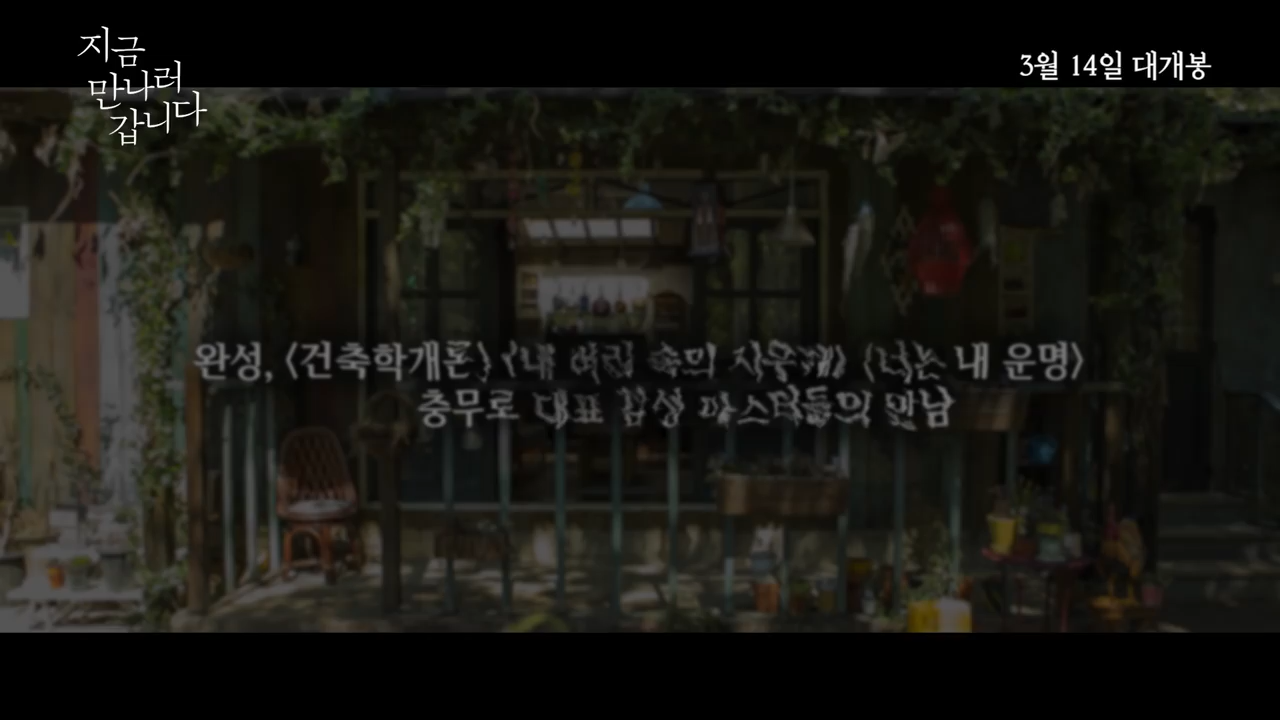 지금
만나러
갑니다
3월 14일 대개봉
완성, 〈건축학개론〉 〈내 머릿 속의 지우개〉 〈너는 내 운명〉
충무로 대표 감성 마스터들의 만남